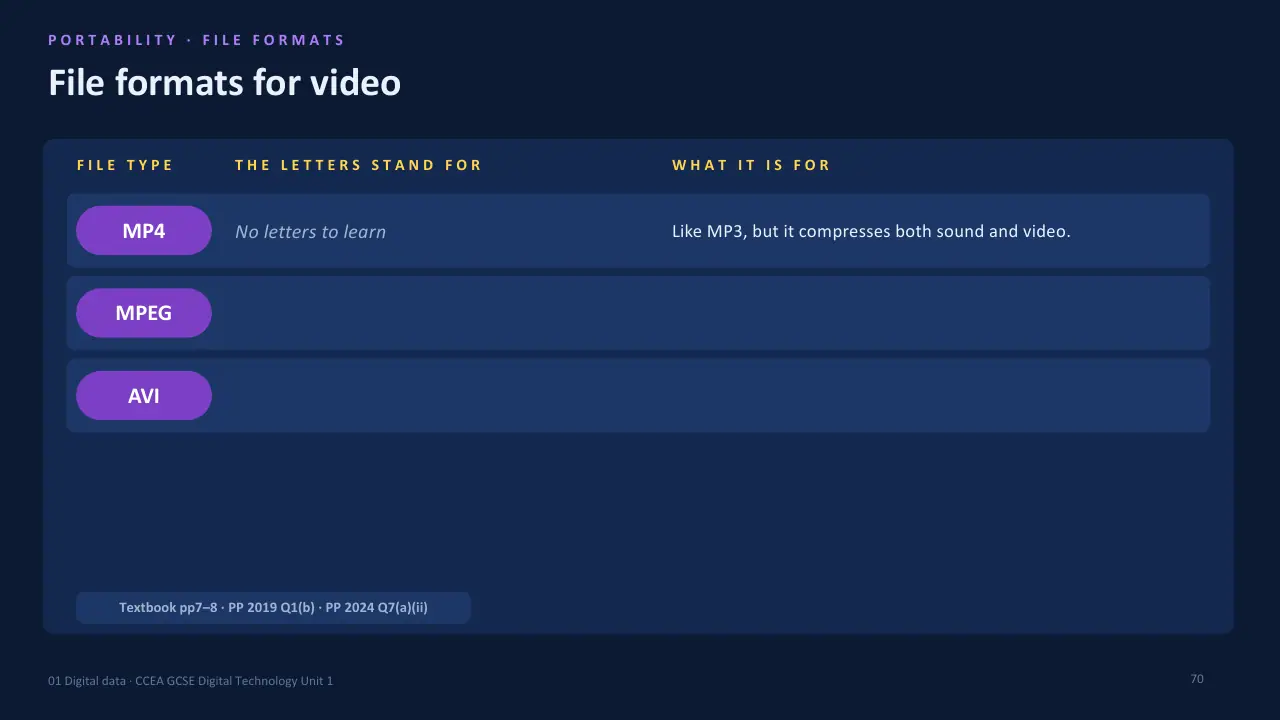 PORTABILITY · FILE FORMATS
File formats for video
FILE TYPE THE LETTERS STAND FOR WHAT IT IS FOR
MP4 No letters to learn Like MP3, but it compresses both sound and video.
MPEG
AVI
Textbook pp7–8 · PP 2019 Q1(b) · PP 2024 Q7(a)(ii)
01 Digital data · CCEA GCSE Digital Technology Unit 1 70